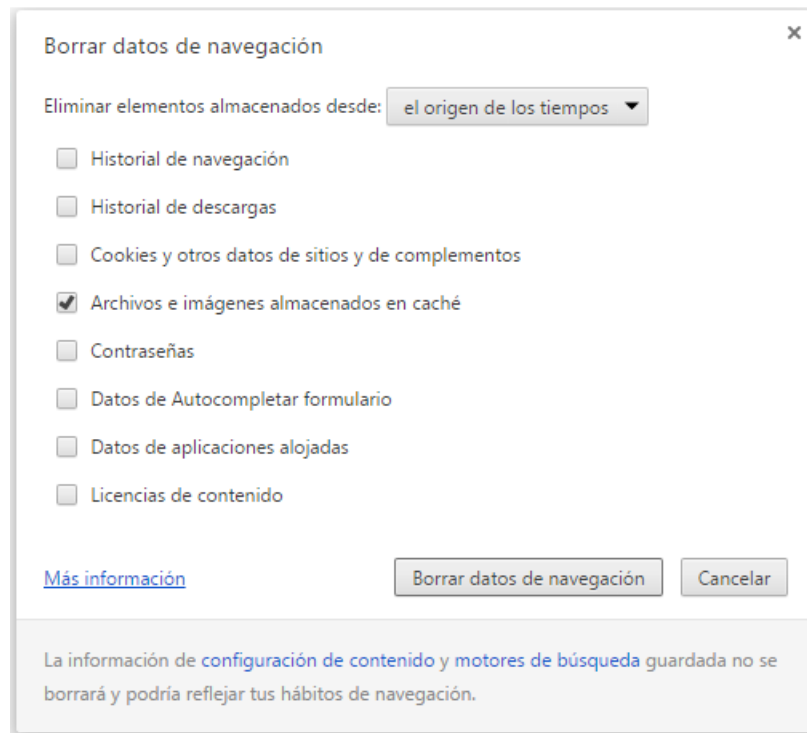 Borrar datos de navegación
Eliminar elementos almacenados desde: el origen de los tiempos
Historial de navegación
Historial de descargas
Cookies y otros datos de sitios y de complementos
Archivos e imágenes almacenados en caché
Contraseñas
Datos de Autocompletar formulario
Datos de aplicaciones alojadas
Licencias de contenido
Más información Borrar datos de navegación Cancelar
La información de configuración de contenido y motores de búsqueda guardada no se
borrará y podría reflejar tus hábitos de navegación.